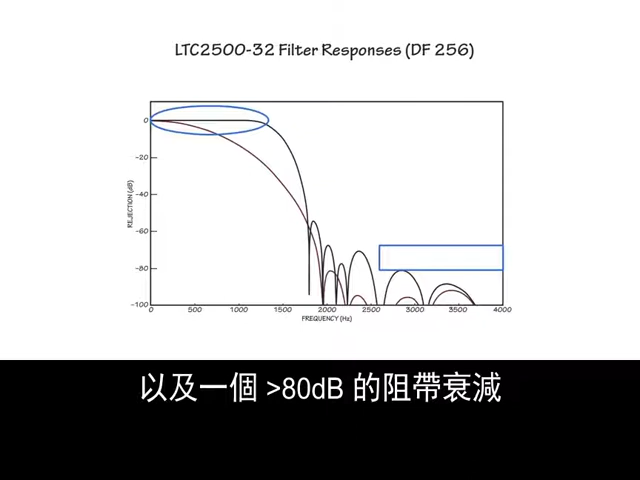 LTC2500-32 Filter Responses (DF 256)
0
-20
-40
-60
-80
-100
REJECTION (dB)
0 500 1000 1500 2000 2500 3000 3500 4000
FREQUENCY (Hz)
以及一個 >80dB 的阻帶衰減